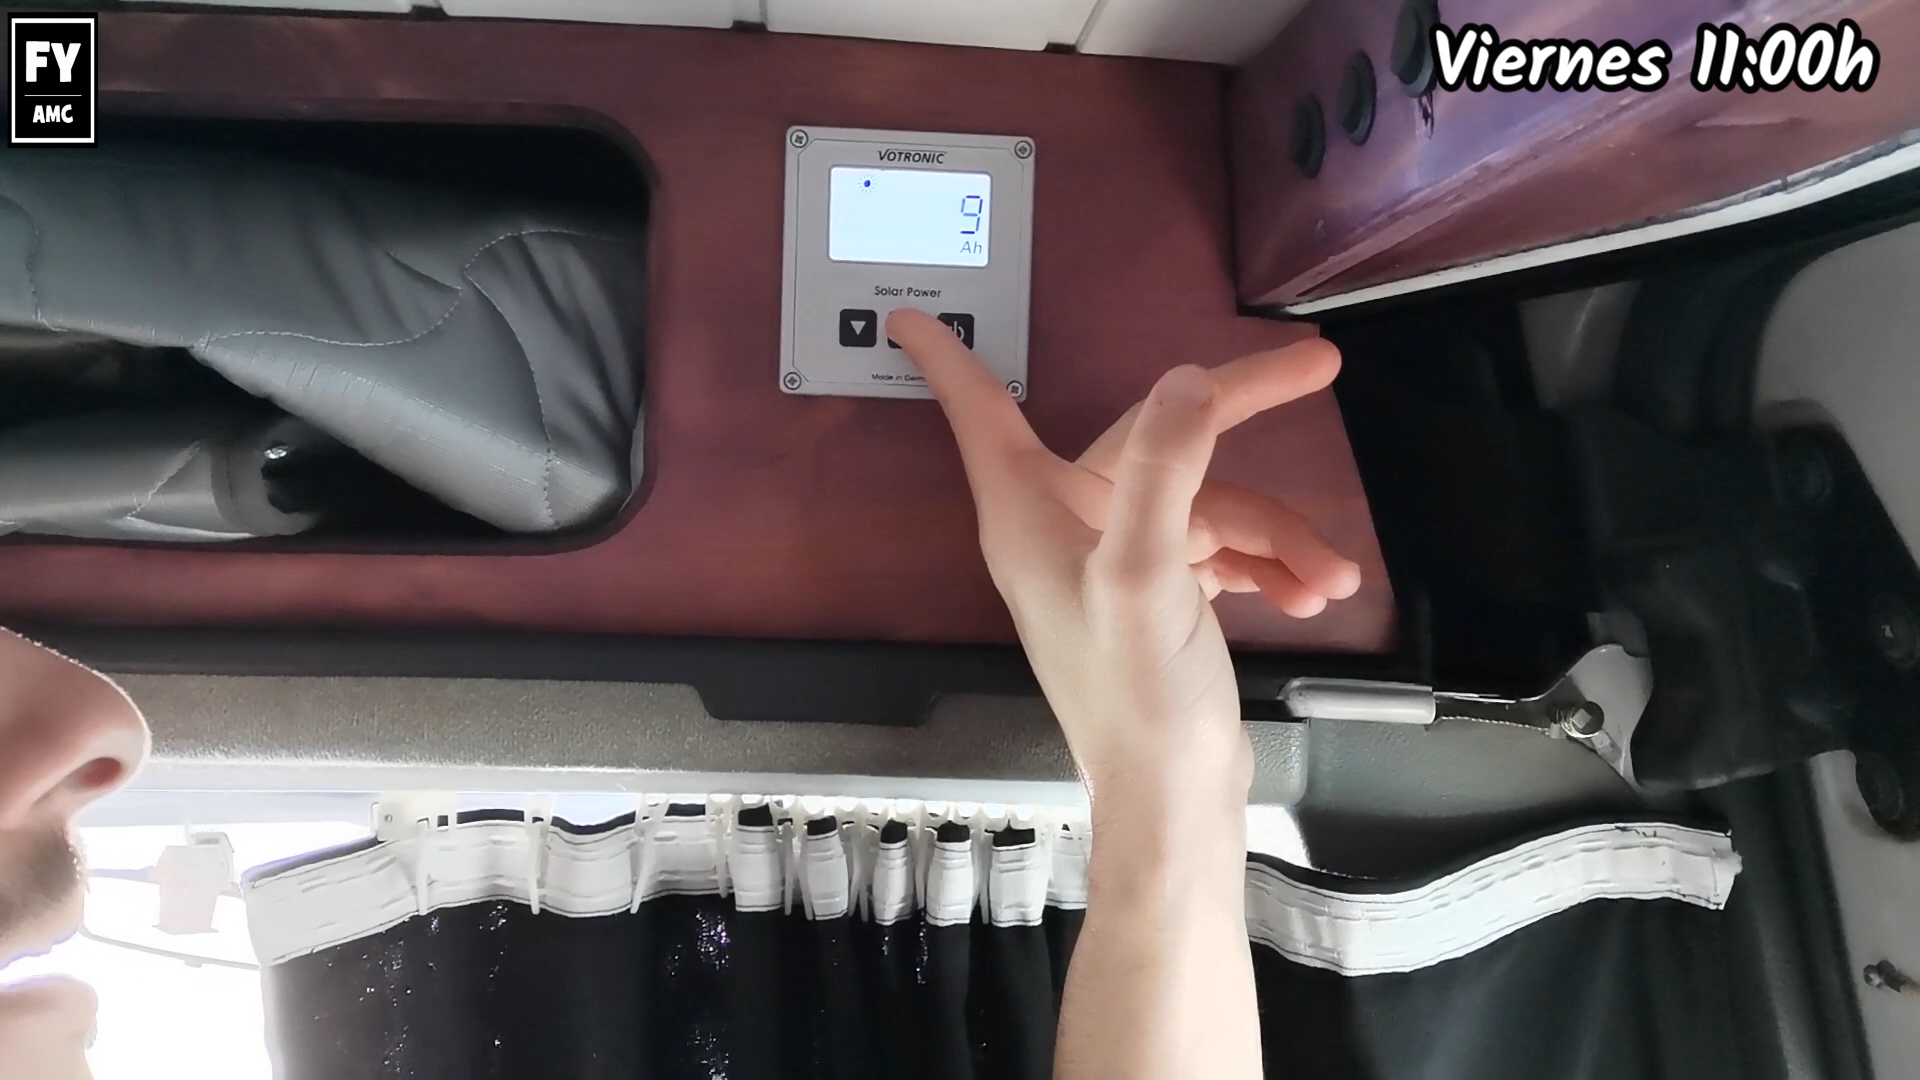 FY
AMC
Viernes 11:00h
VOTRONIC
9
Ah
Solar Power
Made in Germ